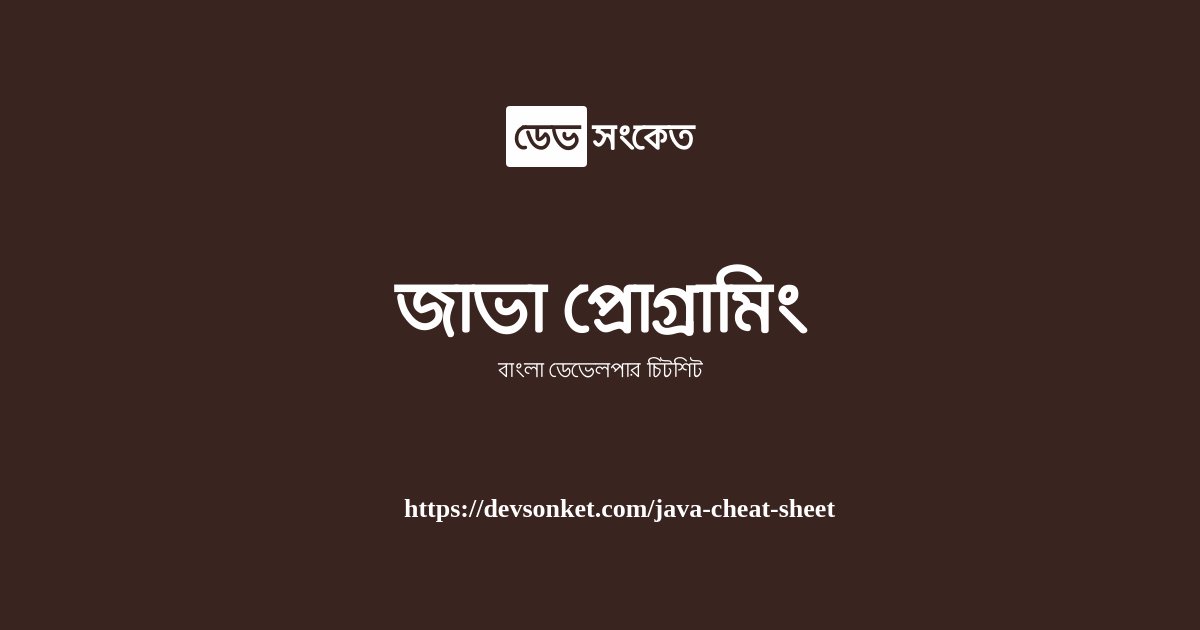 ডেভ সংকেত
জাভা প্রোগ্রামিং
বাংলা ডেভেলপার চিটশিট
https://devsonket.com/java-cheat-sheet